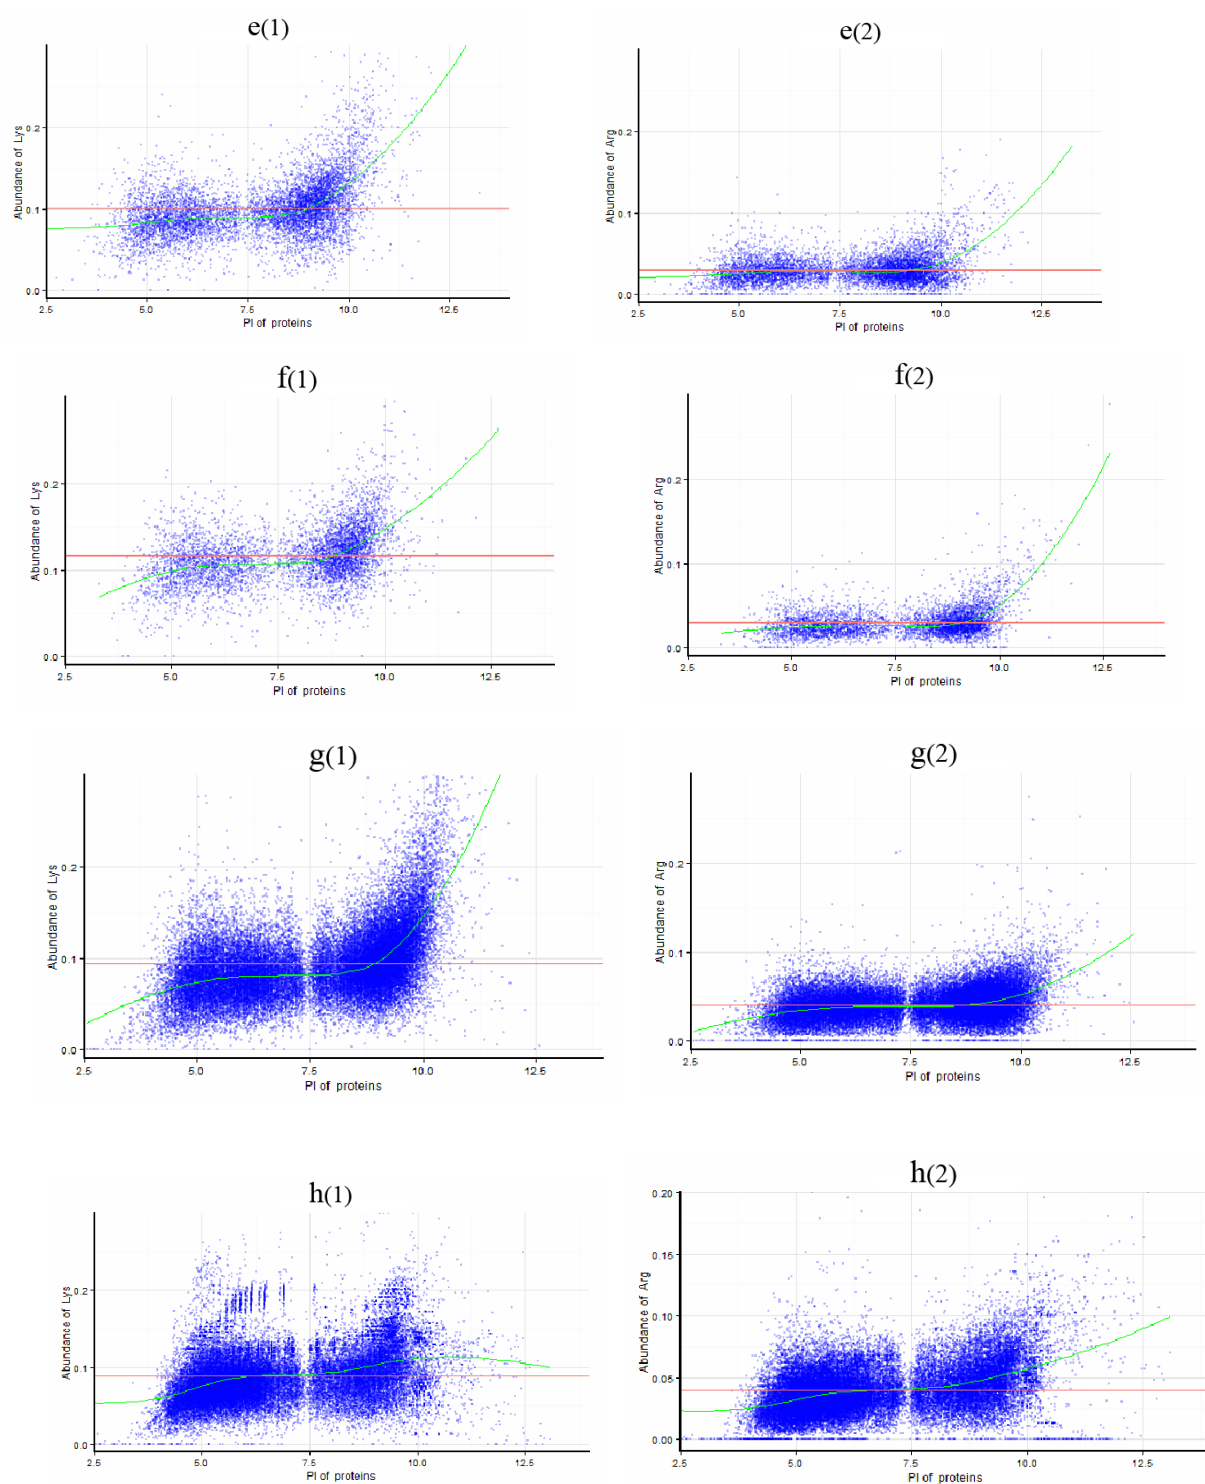 e(1)
e(2)
Abundance of Lys
0.2
0.1
0.0
2.5 5.0 7.5 10.0 12.5
PI of proteins
Abundance of Arg
0.2
0.1
0.0
2.5 5.0 7.5 10.0 12.5
PI of proteins
f(1)
f(2)
Abundance of Lys
0.2
0.1
0.0
2.5 5.0 7.5 10.0 12.5
PI of proteins
Abundance of Arg
0.2
0.1
0.0
2.5 5.0 7.5 10.0 12.5
PI of proteins
g(1)
g(2)
Abundance of Lys
0.2
0.1
0.0
2.5 5.0 7.5 10.0 12.5
PI of proteins
Abundance of Arg
0.2
0.1
0.0
2.5 5.0 7.5 10.0 12.5
PI of proteins
h(1)
h(2)
Abundance of Lys
0.2
0.1
0.0
2.5 5.0 7.5 10.0 12.5
PI of proteins
Abundance of Arg
0.20
0.15
0.10
0.05
0.00
2.5 5.0 7.5 10.0 12.5
PI of proteins